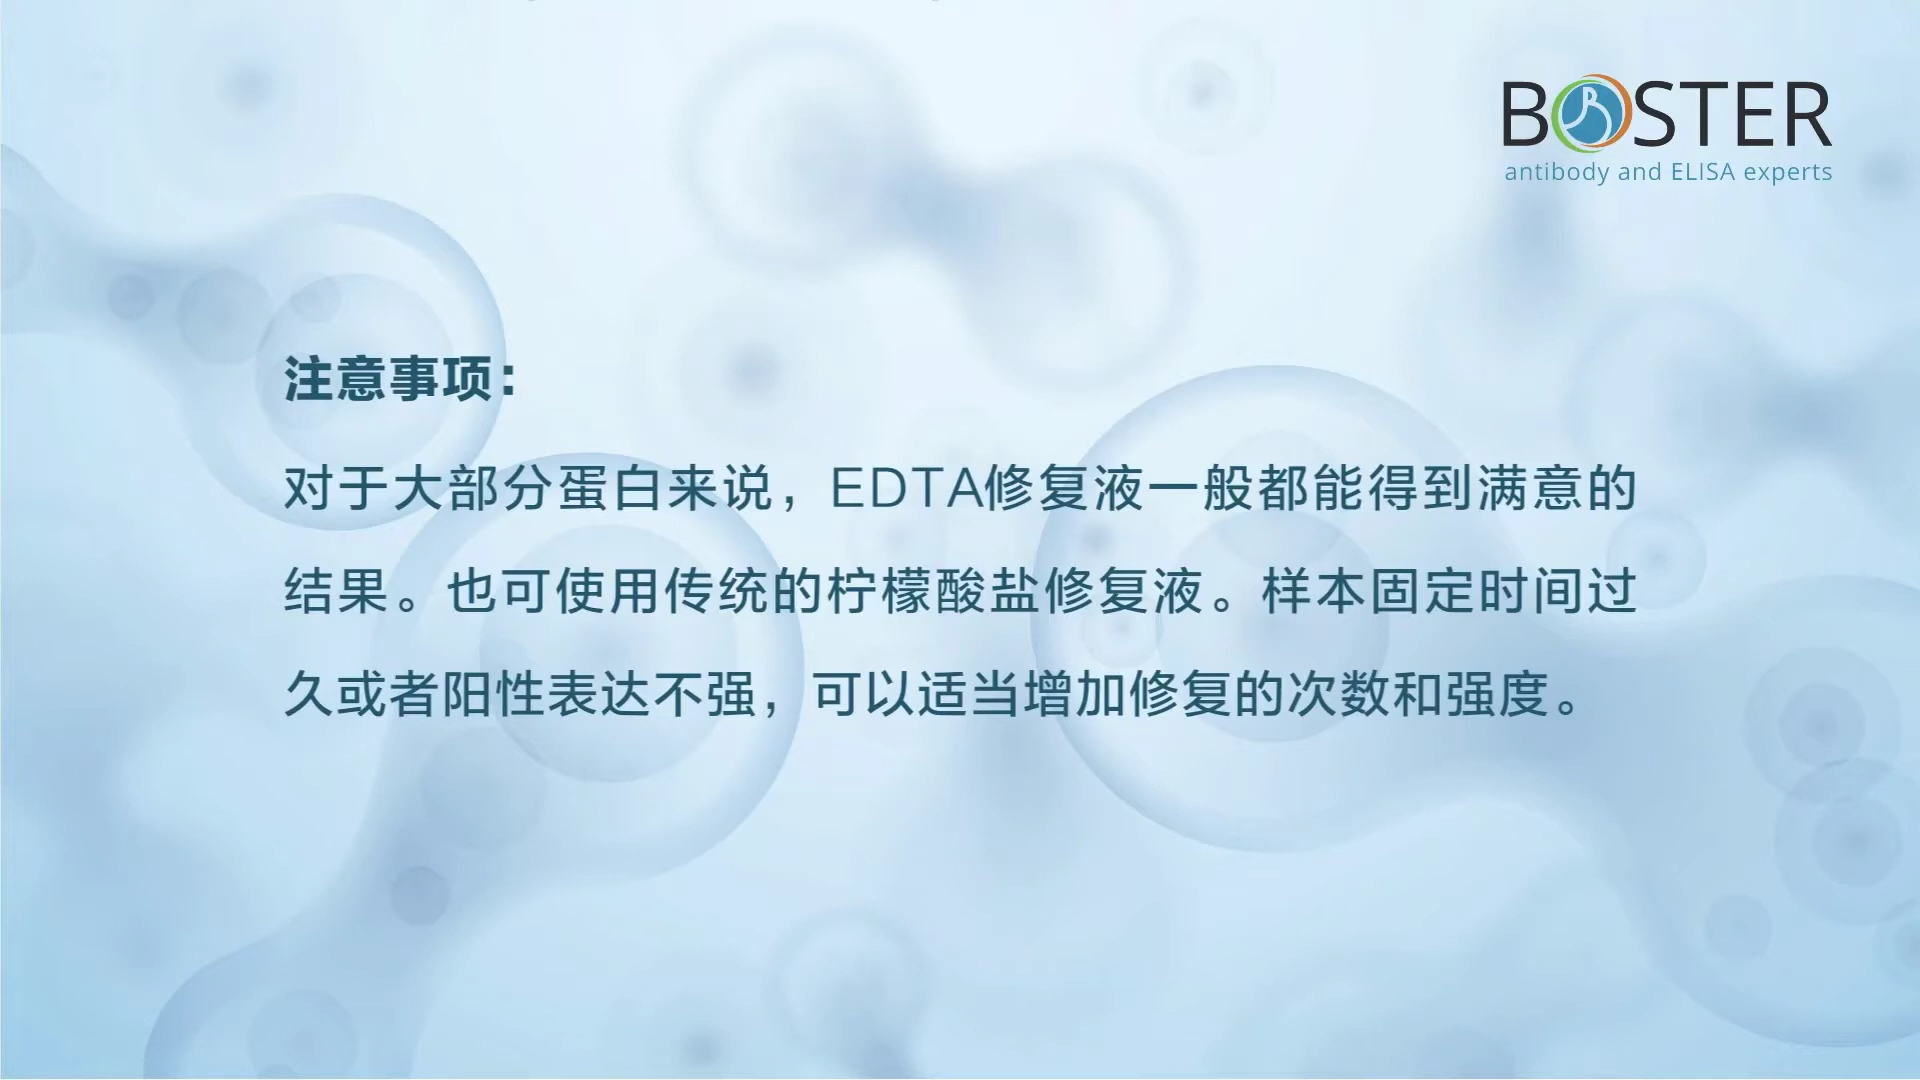 BOSTER
antibody and ELISA experts
注意事项：
对于大部分蛋白来说，EDTA修复液一般都能得到满意的
结果。也可使用传统的柠檬酸盐修复液。样本固定时间过
久或者阳性表达不强，可以适当增加修复的次数和强度。